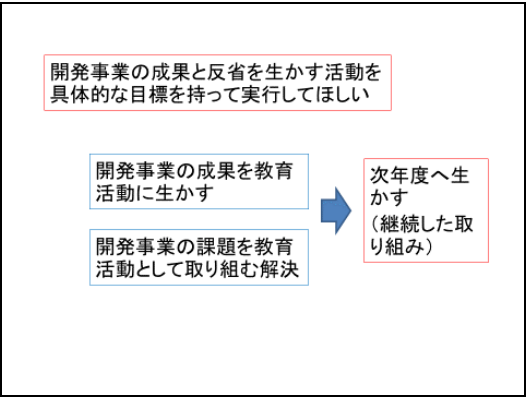 開発事業の成果と反省を生かす活動を
具体的な目標を持って実行してほしい
開発事業の成果を教育
活動に生かす
開発事業の課題を教育
活動として取り組む解決
次年度へ生
かす
（継続した取
り組み）